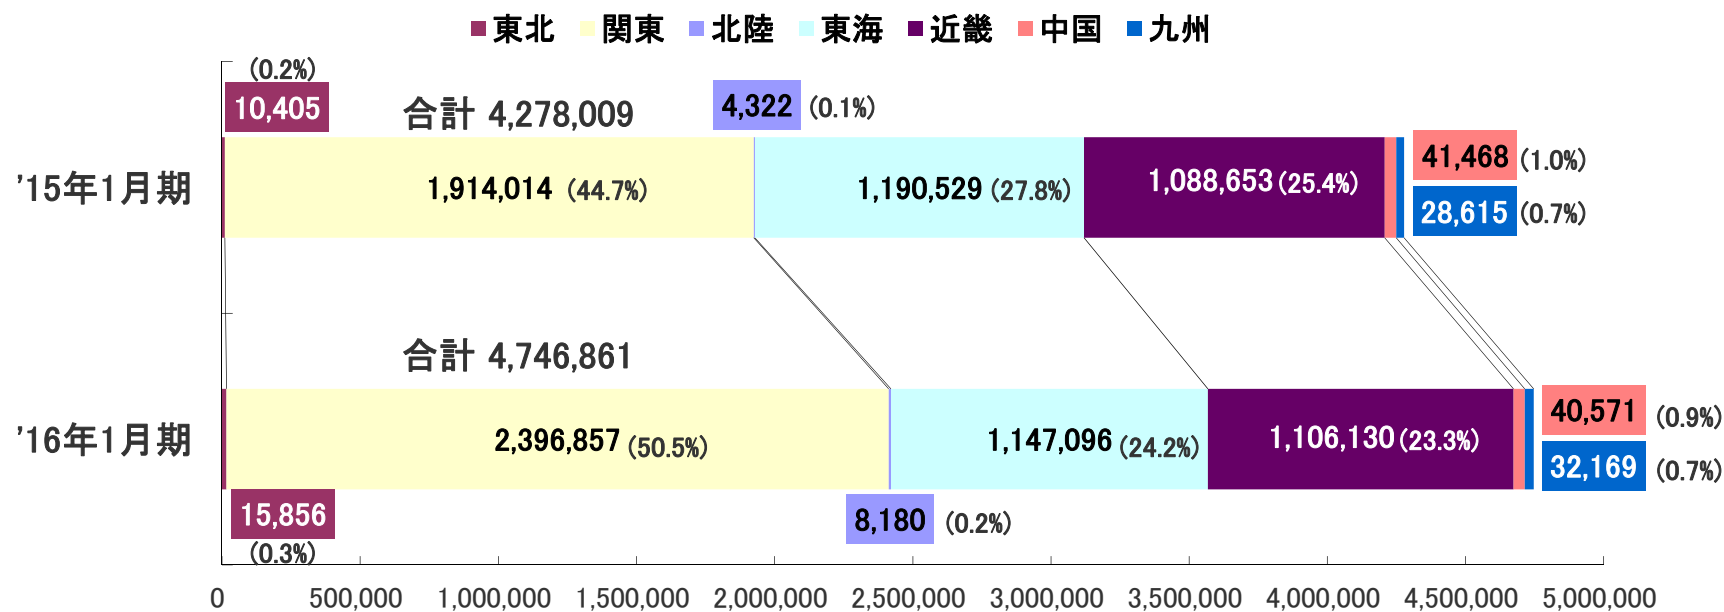 東北 関東 北陸 東海 近畿 中国 九州
(0.2%)
10,405
合計 4,278,009
4,322 (0.1%)
'15年1月期
1,914,014 (44.7%)
1,190,529 (27.8%)
1,088,653 (25.4%)
41,468 (1.0%)
28,615 (0.7%)
合計 4,746,861
'16年1月期
2,396,857 (50.5%)
1,147,096 (24.2%)
1,106,130 (23.3%)
40,571 (0.9%)
32,169 (0.7%)
15,856
(0.3%)
8,180 (0.2%)
0 500,000 1,000,000 1,500,000 2,000,000 2,500,000 3,000,000 3,500,000 4,000,000 4,500,000 5,000,000